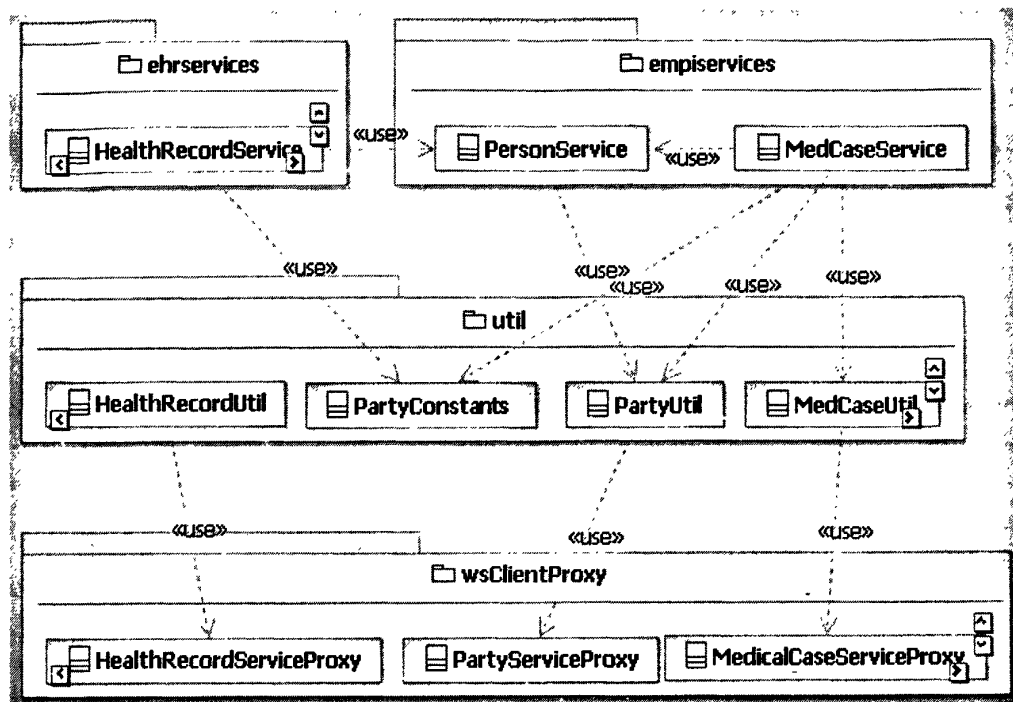 ehrservices
empiservices
HealthRecordService
«use»
PersonService
«use»
MedCaseService
«use»
«use»
«use»
«use»
«use»
util
HealthRecordUtil
PartyConstants
PartyUtil
MedCaseUtil
«use»
«use»
«use»
wsClientProxy
HealthRecordServiceProxy
PartyServiceProxy
MedicalCaseServiceProxy